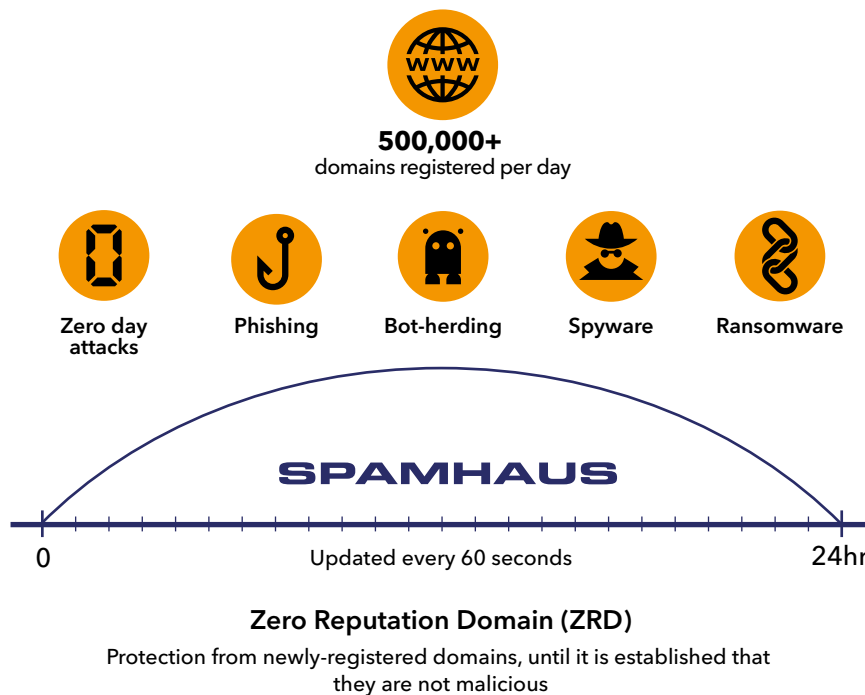 WWW
500,000+
domains registered per day
Zero day
attacks
Phishing
Bot-herding
Spyware
Ransomware
SPAMHAUS
0
Updated every 60 seconds
24hr
Zero Reputation Domain (ZRD)
Protection from newly-registered domains, until it is established that
they are not malicious